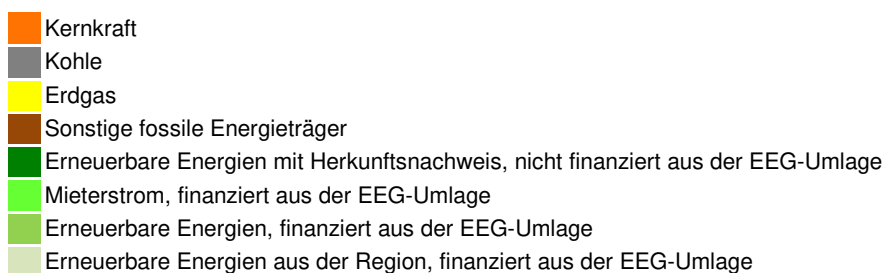 Kernkraft
Kohle
Erdgas
Sonstige fossile Energieträger
Erneuerbare Energien mit Herkunftsnachweis, nicht finanziert aus der EEG-Umlage
Mieterstrom, finanziert aus der EEG-Umlage
Erneuerbare Energien, finanziert aus der EEG-Umlage
Erneuerbare Energien aus der Region, finanziert aus der EEG-Umlage